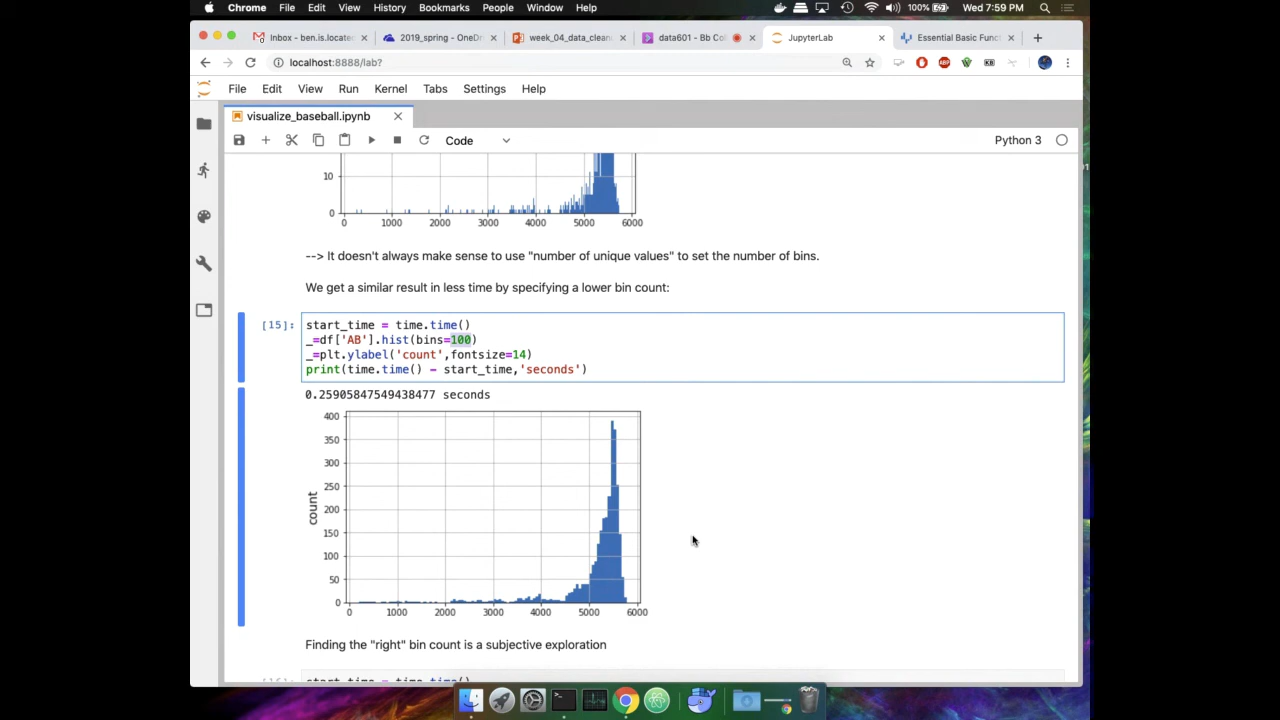 Chrome File Edit View History Bookmarks People Window Help 100% Wed 7:59 PM
Inbox - ben.is.locate 2019_spring - OneDr week_04_data_clean data601 - Bb Co JupyterLab Essential Basic Func
localhost:8888/lab?
File Edit View Run Kernel Tabs Settings Help
visualize_baseball.ipynb
Code Python 3
10
0
0 1000 2000 3000 4000 5000 6000
--> It doesn't always make sense to use "number of unique values" to set the number of bins.
We get a similar result in less time by specifying a lower bin count:
[15]: start_time = time.time()
_=df['AB'].hist(bins=100)
_=plt.ylabel('count',fontsize=14)
print(time.time() - start_time,'seconds')
0.25905847549438477 seconds
400
350
300
250
200
150
100
50
0
count
0 1000 2000 3000 4000 5000 6000
Finding the "right" bin count is a subjective exploration
[16]: start_time = time.time()